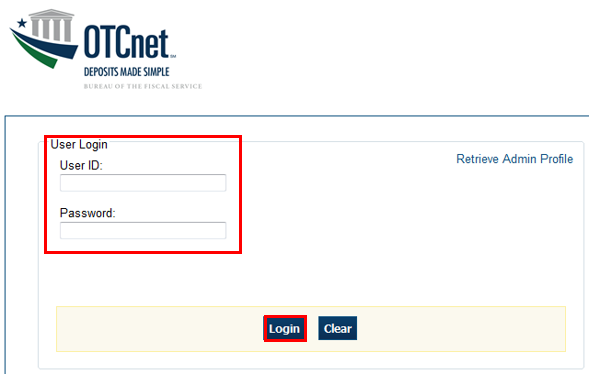 OTCnet SM
DEPOSITS MADE SIMPLE
BUREAU OF THE FISCAL SERVICE
User Login
Retrieve Admin Profile
User ID:
Password:
Login Clear